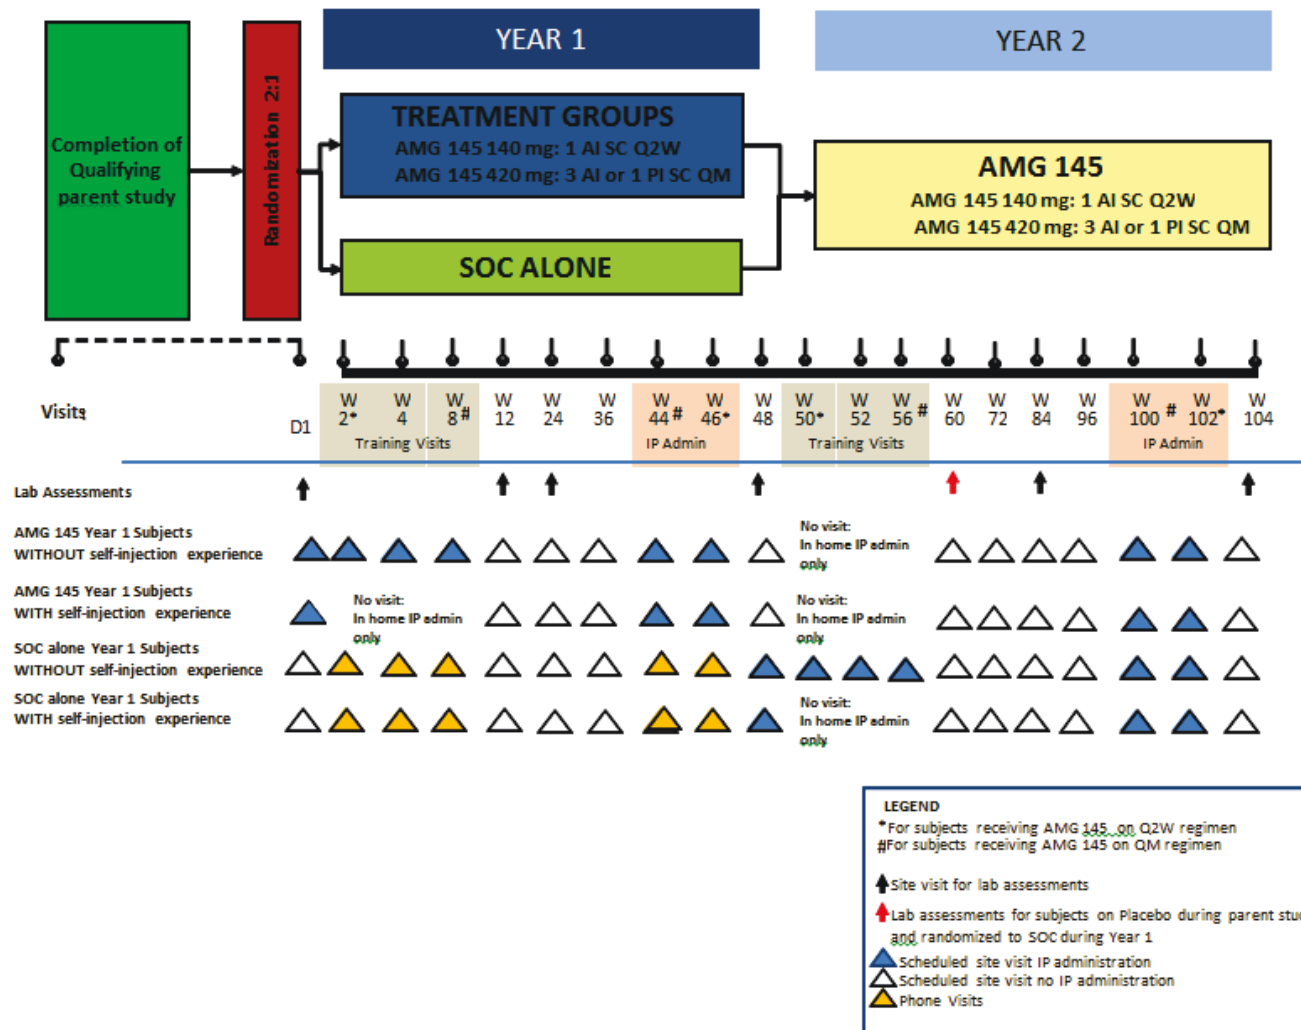 YEAR 1
YEAR 2
Completion of
Qualifying
parent study
Randomization 2:1
TREATMENT GROUPS
AMG 145 140 mg: 1 AI SC Q2W
AMG 145 420 mg: 3 AI or 1 PI SC QM
SOC ALONE
AMG 145
AMG 145 140 mg: 1 AI SC Q2W
AMG 145 420 mg: 3 AI or 1 PI SC QM
Visits
D1
W 2*
W 4
W 8#
W 12
W 24
W 36
W 44#
W 46*
W 48
W 50*
W 52
W 56#
W 60
W 72
W 84
W 96
W 100#
W 102*
W 104
Training Visits
IP Admin
Training Visits
IP Admin
Lab Assessments
AMG 145 Year 1 Subjects
WITHOUT self-injection experience
No visit:
In home IP admin
only
AMG 145 Year 1 Subjects
WITH self-injection experience
No visit:
In home IP admin
only
No visit:
In home IP admin
only
SOC alone Year 1 Subjects
WITHOUT self-injection experience
SOC alone Year 1 Subjects
WITH self-injection experience
No visit:
In home IP admin
only
LEGEND
*For subjects receiving AMG 145 on Q2W regimen
#For subjects receiving AMG 145 on QM regimen
Site visit for lab assessments
Lab assessments for subjects on Placebo during parent stu
and randomized to SOC during Year 1
Scheduled site visit IP administration
Scheduled site visit no IP administration
Phone Visits